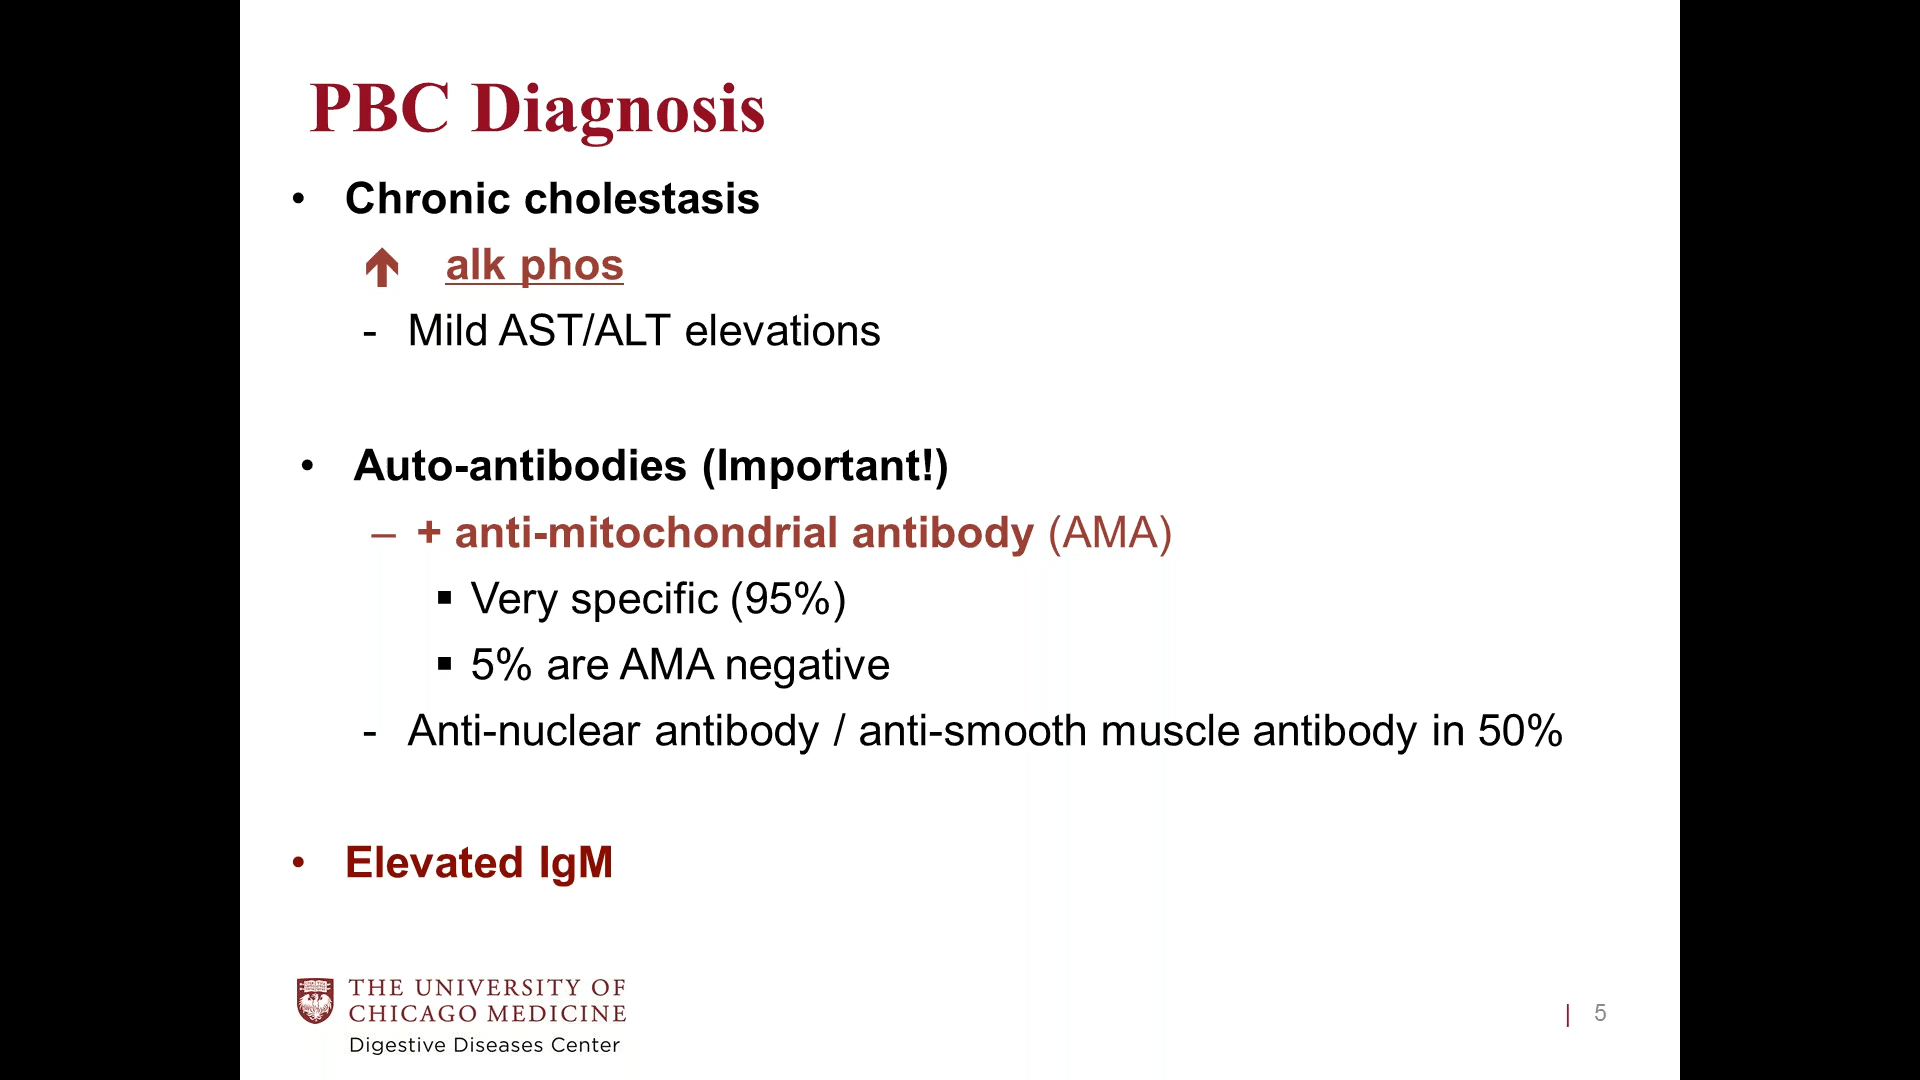 PBC Diagnosis
• Chronic cholestasis
↑ alk phos
- Mild AST/ALT elevations
• Auto-antibodies (Important!)
– + anti-mitochondrial antibody (AMA)
▪ Very specific (95%)
▪ 5% are AMA negative
- Anti-nuclear antibody / anti-smooth muscle antibody in 50%
• Elevated IgM
THE UNIVERSITY OF
CHICAGO MEDICINE
Digestive Diseases Center
| 5